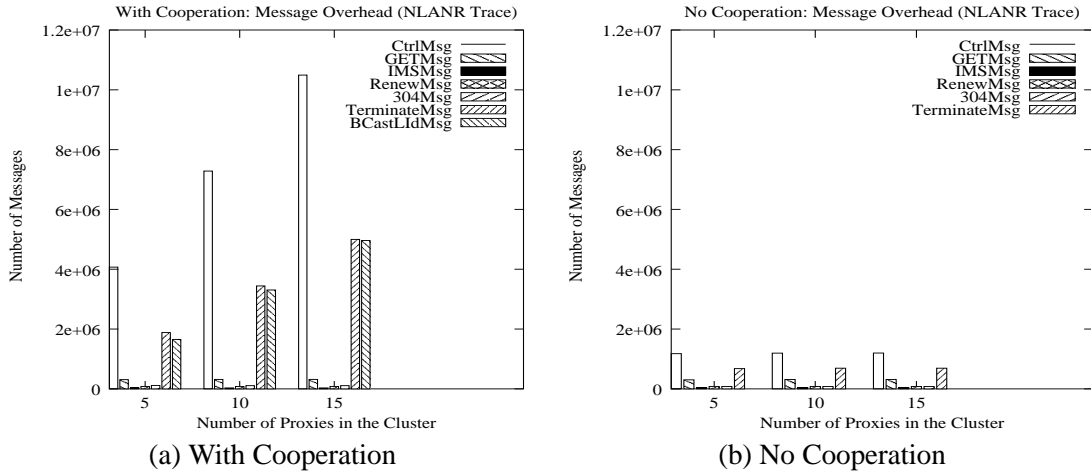 With Cooperation: Message Overhead (NLANR Trace)
1.2e+07
1e+07
8e+06
6e+06
4e+06
2e+06
0
5
10
15
Number of Messages
Number of Proxies in the Cluster
CtrlMsg
GETMsg
IMSMsg
RenewMsg
304Msg
TerminateMsg
BCastLIdMsg
(a) With Cooperation
No Cooperation: Message Overhead (NLANR Trace)
1.2e+07
1e+07
8e+06
6e+06
4e+06
2e+06
0
5
10
15
Number of Messages
Number of Proxies in the Cluster
CtrlMsg
GETMsg
IMSMsg
RenewMsg
304Msg
TerminateMsg
(b) No Cooperation